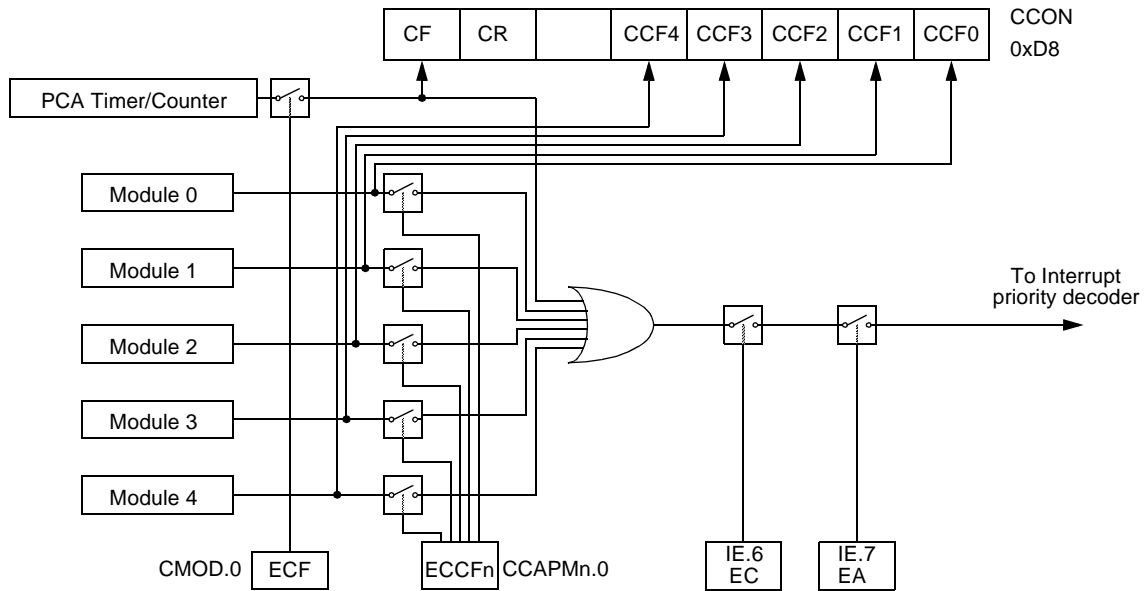 CF CR CCF4 CCF3 CCF2 CCF1 CCF0 CCON
0xD8
PCA Timer/Counter
Module 0
Module 1
To Interrupt
priority decoder
Module 2
Module 3
Module 4
CMOD.0 ECF ECCFn CCAPMn.0
IE.6
EC
IE.7
EA